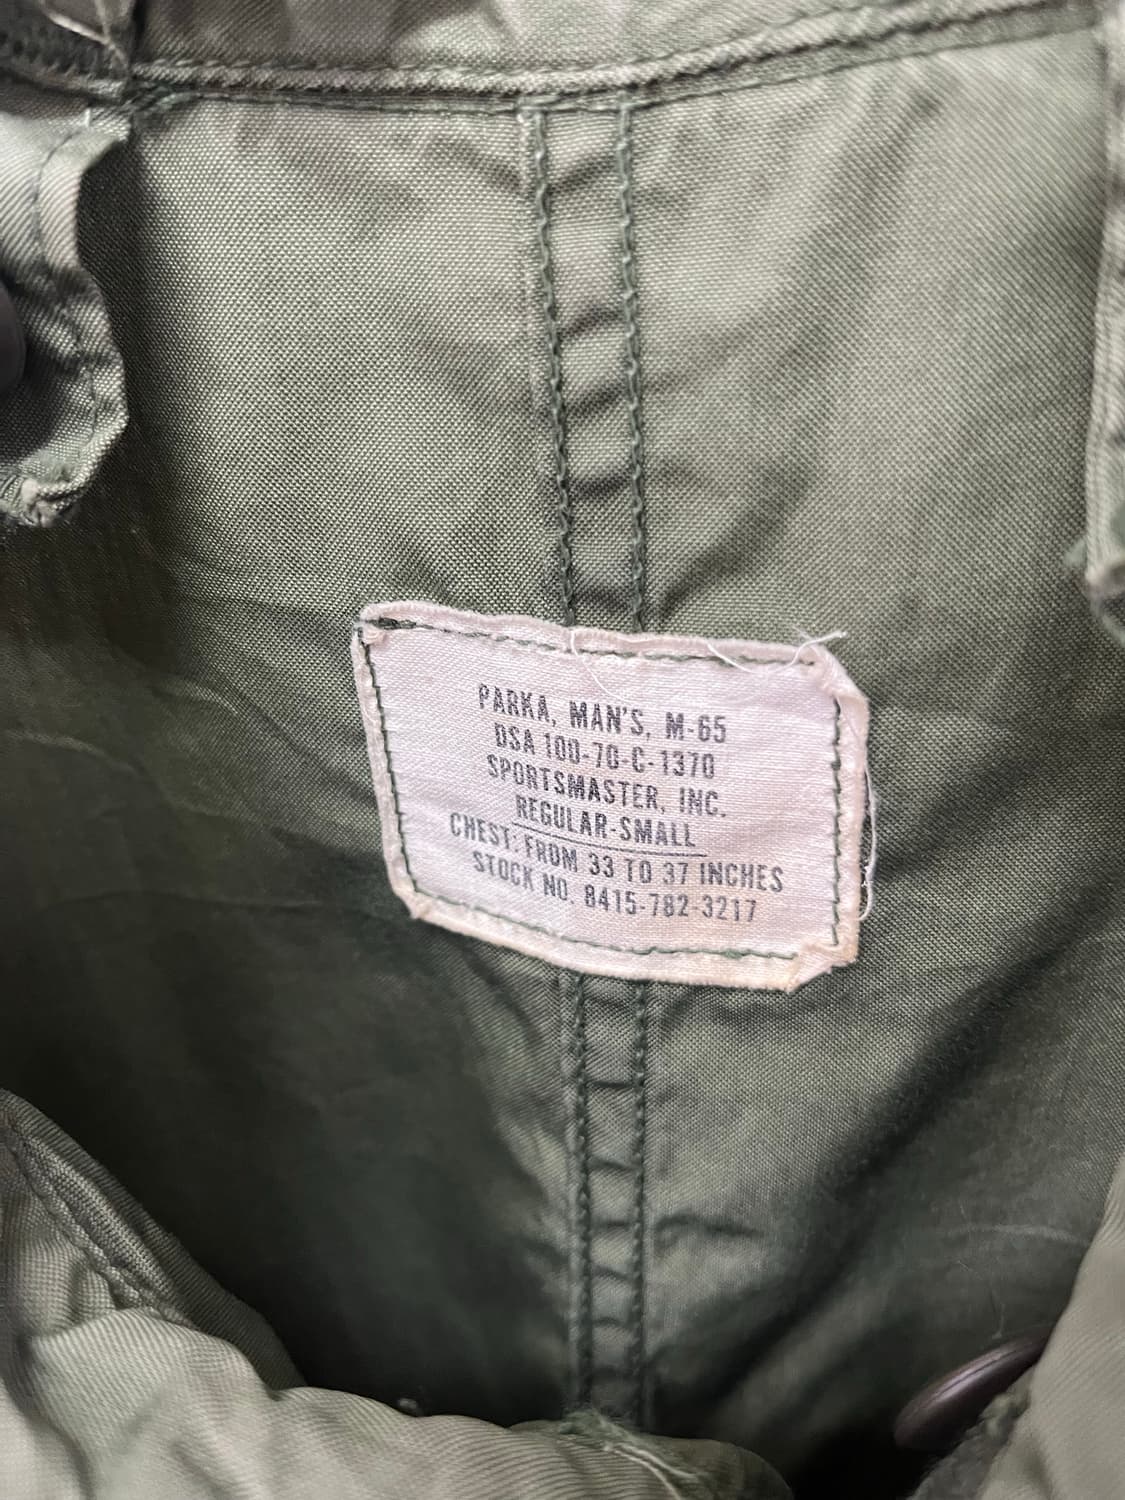 PARKA, MAN'S, M-65
DSA 100-70-C-1370
SPORTSMASTER, INC.
REGULAR-SMALL
CHEST: FROM 33 TO 37 INCHES
STOCK NO. 8415-782-3217